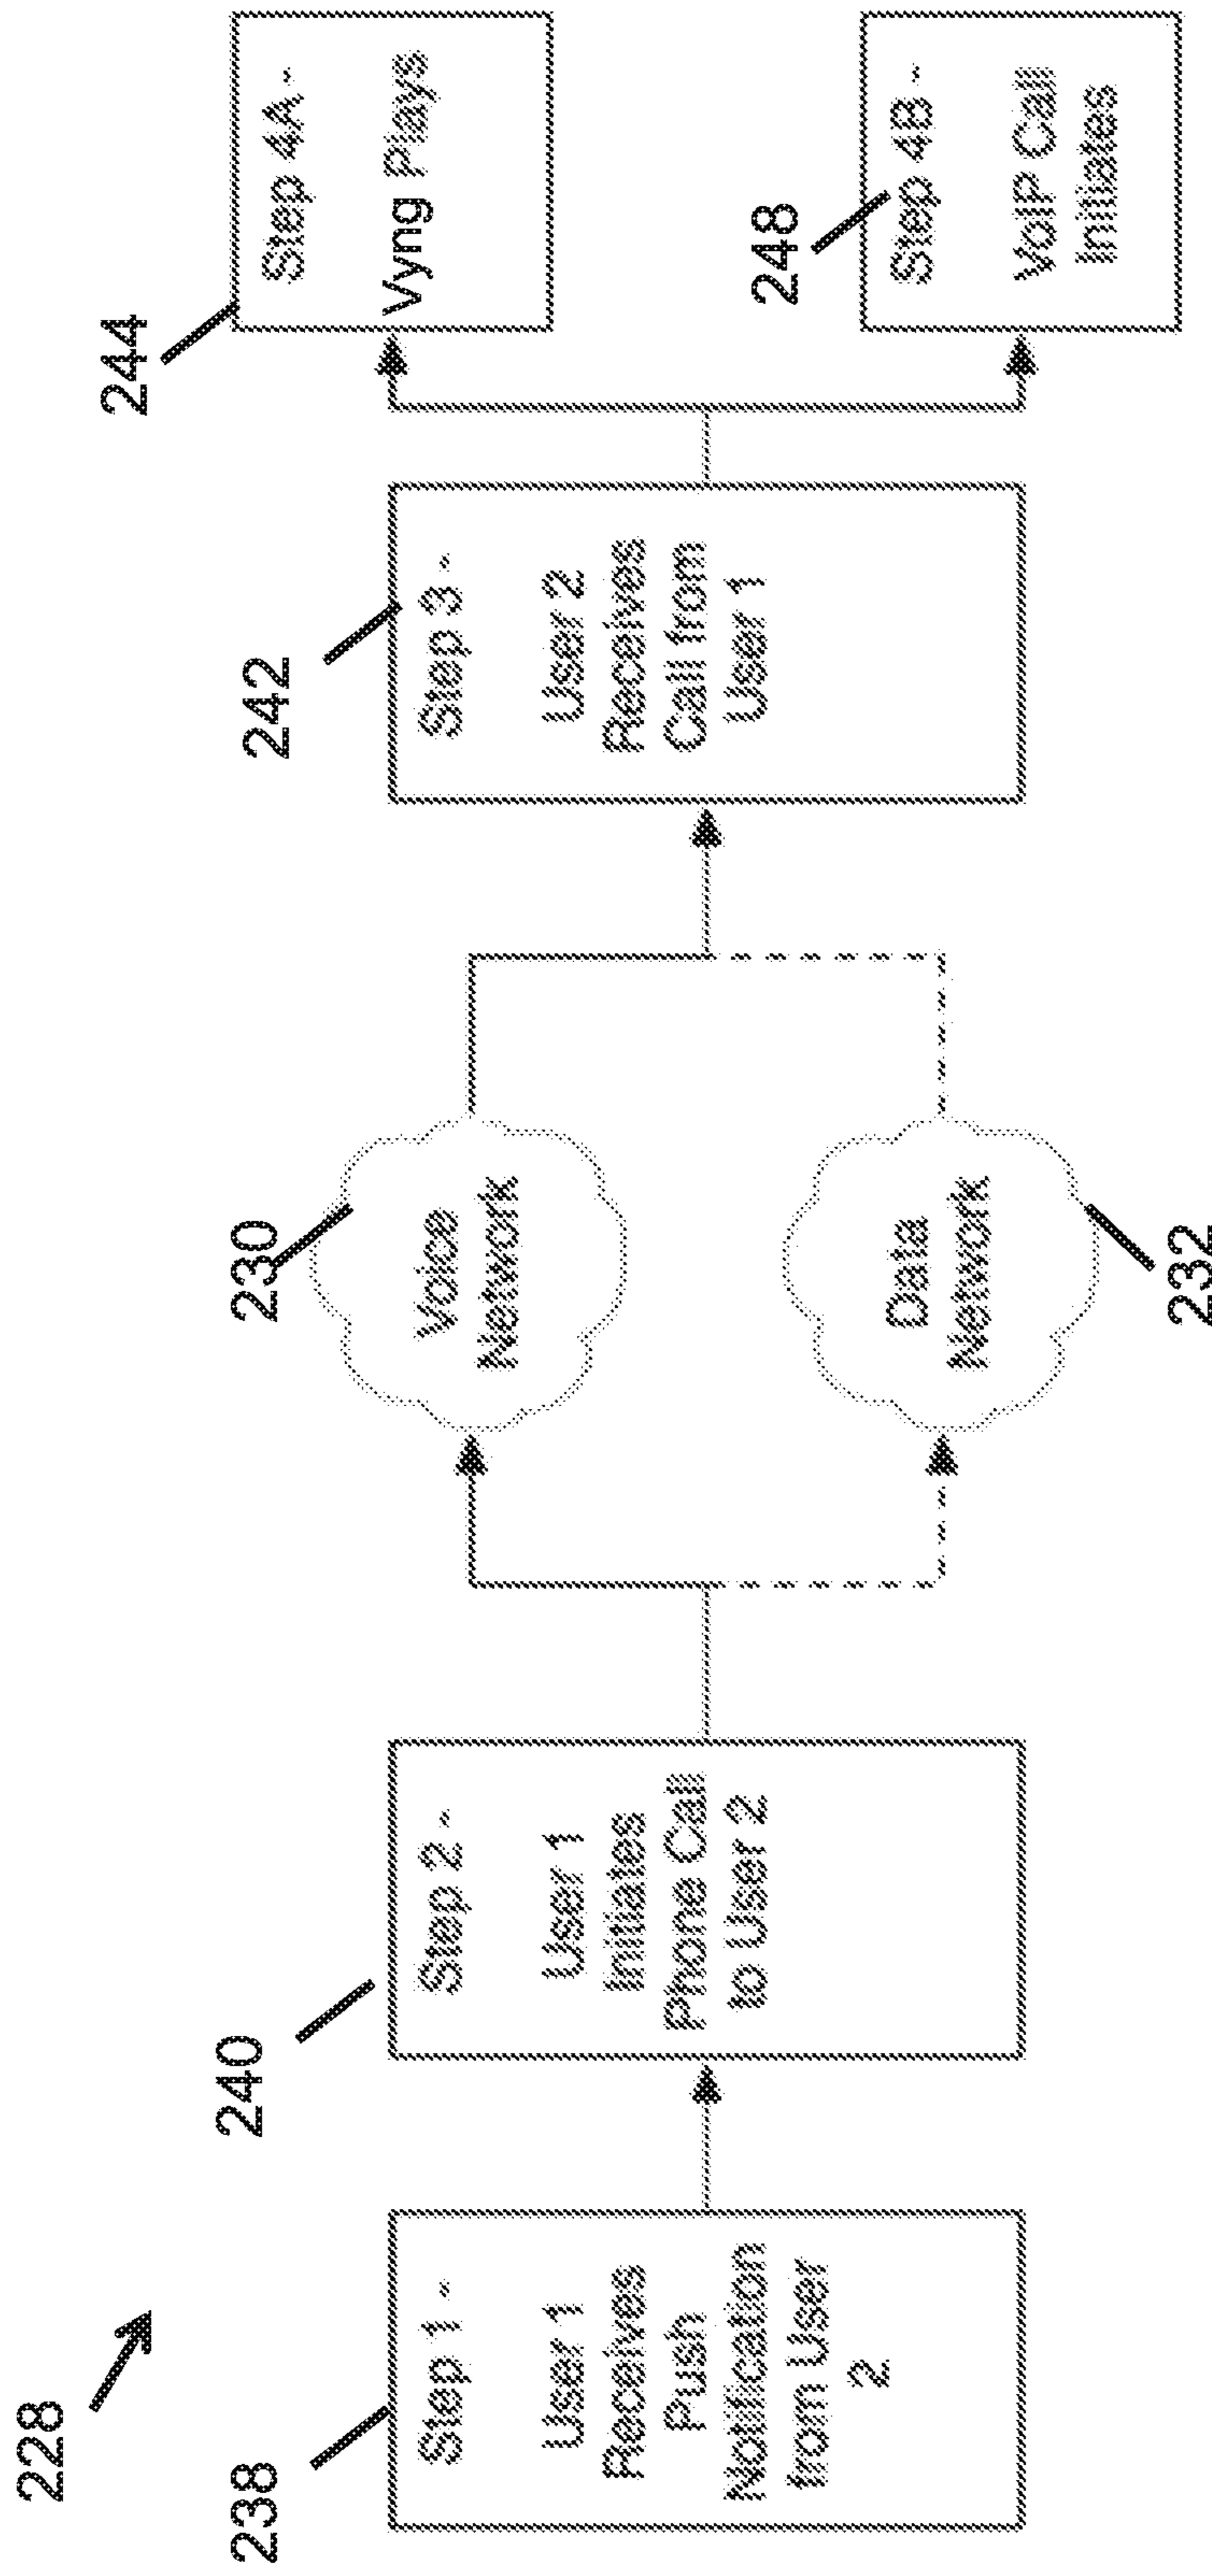 228
238
Step 1 -
User 1
Receives
Push
Notification
from User
2
240
Step 2 -
User 1
Initiates
Phone Call
to User 2
230
Voice
Network
Data
Network
232
242
Step 3 -
User 2
Receives
Call from
User 1
244
Step 4A -
Vyng Plays
248
Step 4B -
VoIP Call
Initiates